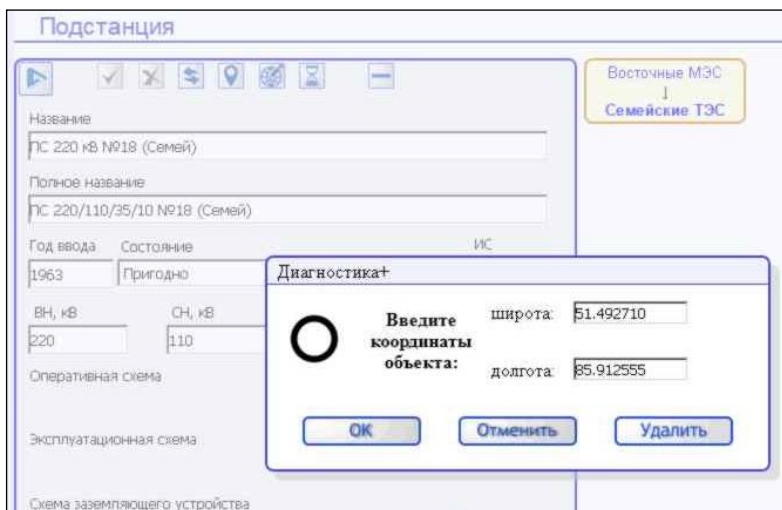 Подстанция
Восточные МЭС
↓
Семейские ТЭС
Название
ПС 220 кВ №18 (Семей)
Полное название
ПС 220/110/35/10 №18 (Семей)
Год ввода Состояние ИС
1963 Пригодно
ВН, кВ СН, кВ
220 110
Оперативная схема
Эксплуатационная схема
Схема заземляющего устройства
Диагностика+
Введите
координаты
объекта:
широта: 51.492710
долгота: 85.912555
OK Отменить Удалить